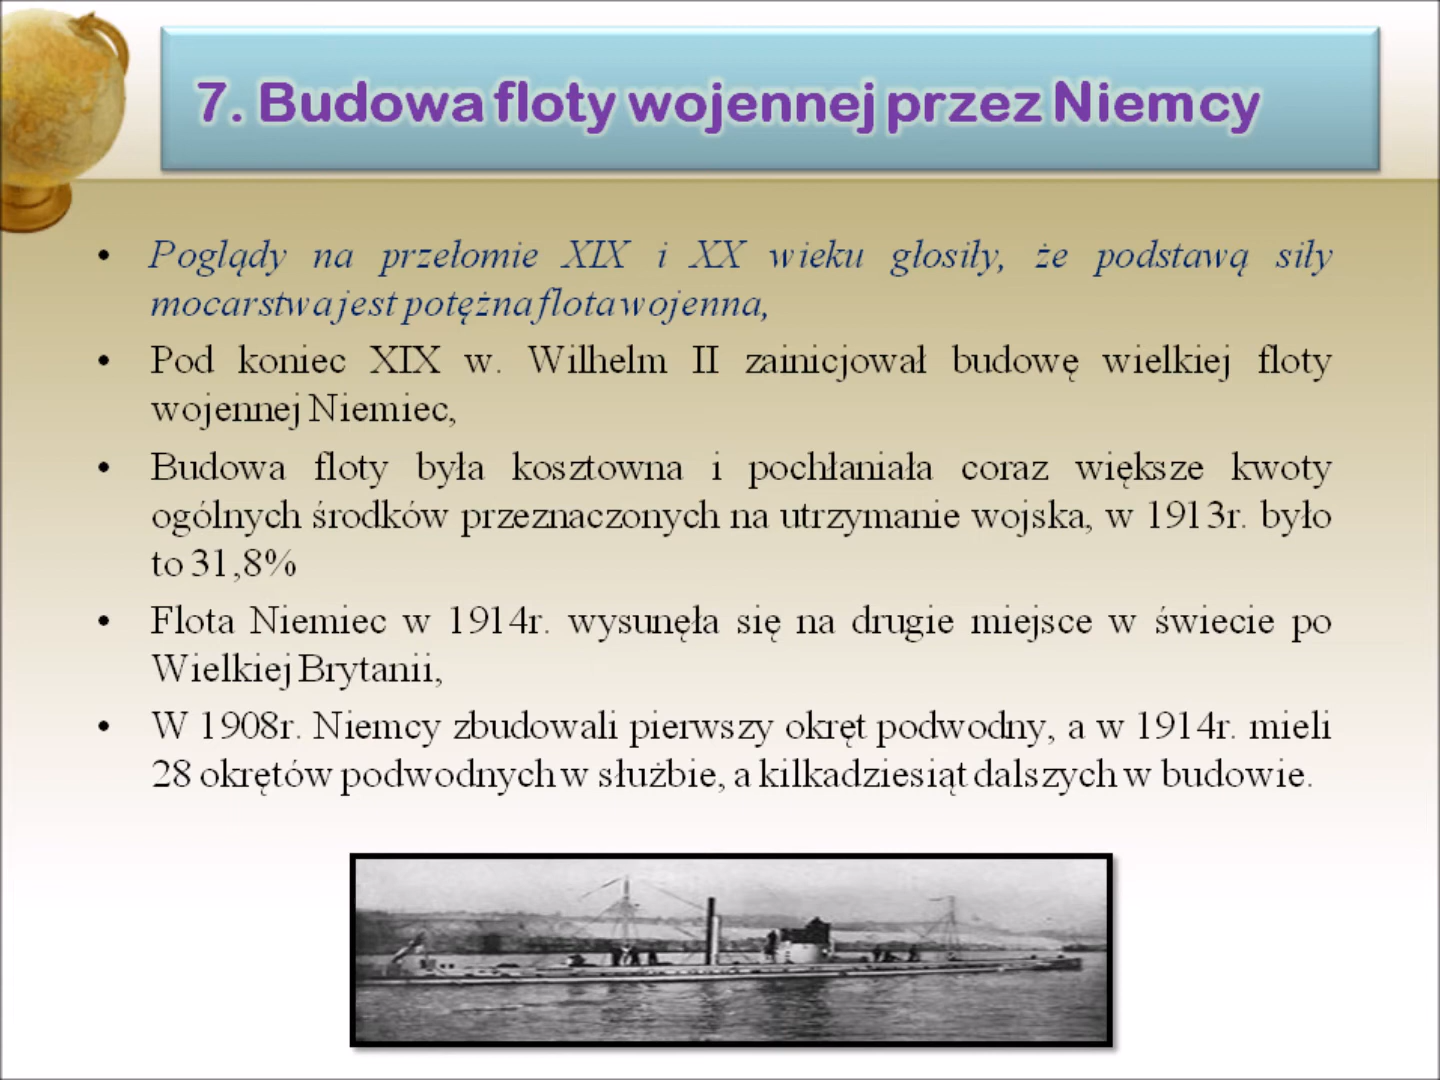 7. Budowa floty wojennej przez Niemcy
• Poglądy na przełomie XIX i XX wieku głosiły, że podstawą siły
mocarstwa jest potężna flota wojenna,
• Pod koniec XIX w. Wilhelm II zainicjował budowę wielkiej floty
wojennej Niemiec,
• Budowa floty była kosztowna i pochłaniała coraz większe kwoty
ogólnych środków przeznaczonych na utrzymanie wojska, w 1913r. było
to 31,8%
• Flota Niemiec w 1914r. wysunęła się na drugie miejsce w świecie po
Wielkiej Brytanii,
• W 1908r. Niemcy zbudowali pierwszy okręt podwodny, a w 1914r. mieli
28 okrętów podwodnych w służbie, a kilkadziesiąt dalszych w budowie.